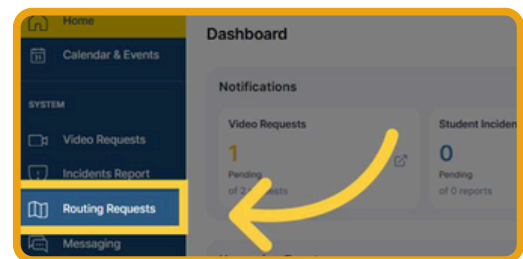 Home
Dashboard
Calendar & Events
Notifications
SYSTEM
Video Requests
Student Inciden
Video Requests
1
0
Pending
Pending
Incidents Report
of 2 requests
of 0 reports
Routing Requests
Messaging